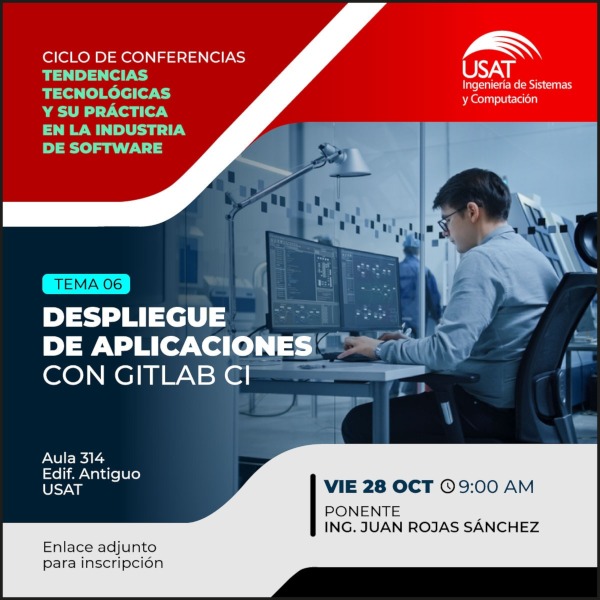 CICLO DE CONFERENCIAS
TENDENCIAS
TECNOLÓGICAS
Y SU PRÁCTICA
EN LA INDUSTRIA
DE SOFTWARE
USAT
Ingeniería de Sistemas
y Computación
TEMA 06
DESPLIEGUE
DE APLICACIONES
CON GITLAB CI
Aula 314
Edif. Antiguo
USAT
VIE 28 OCT 9:00 AM
PONENTE
ING. JUAN ROJAS SÁNCHEZ
Enlace adjunto
para inscripción